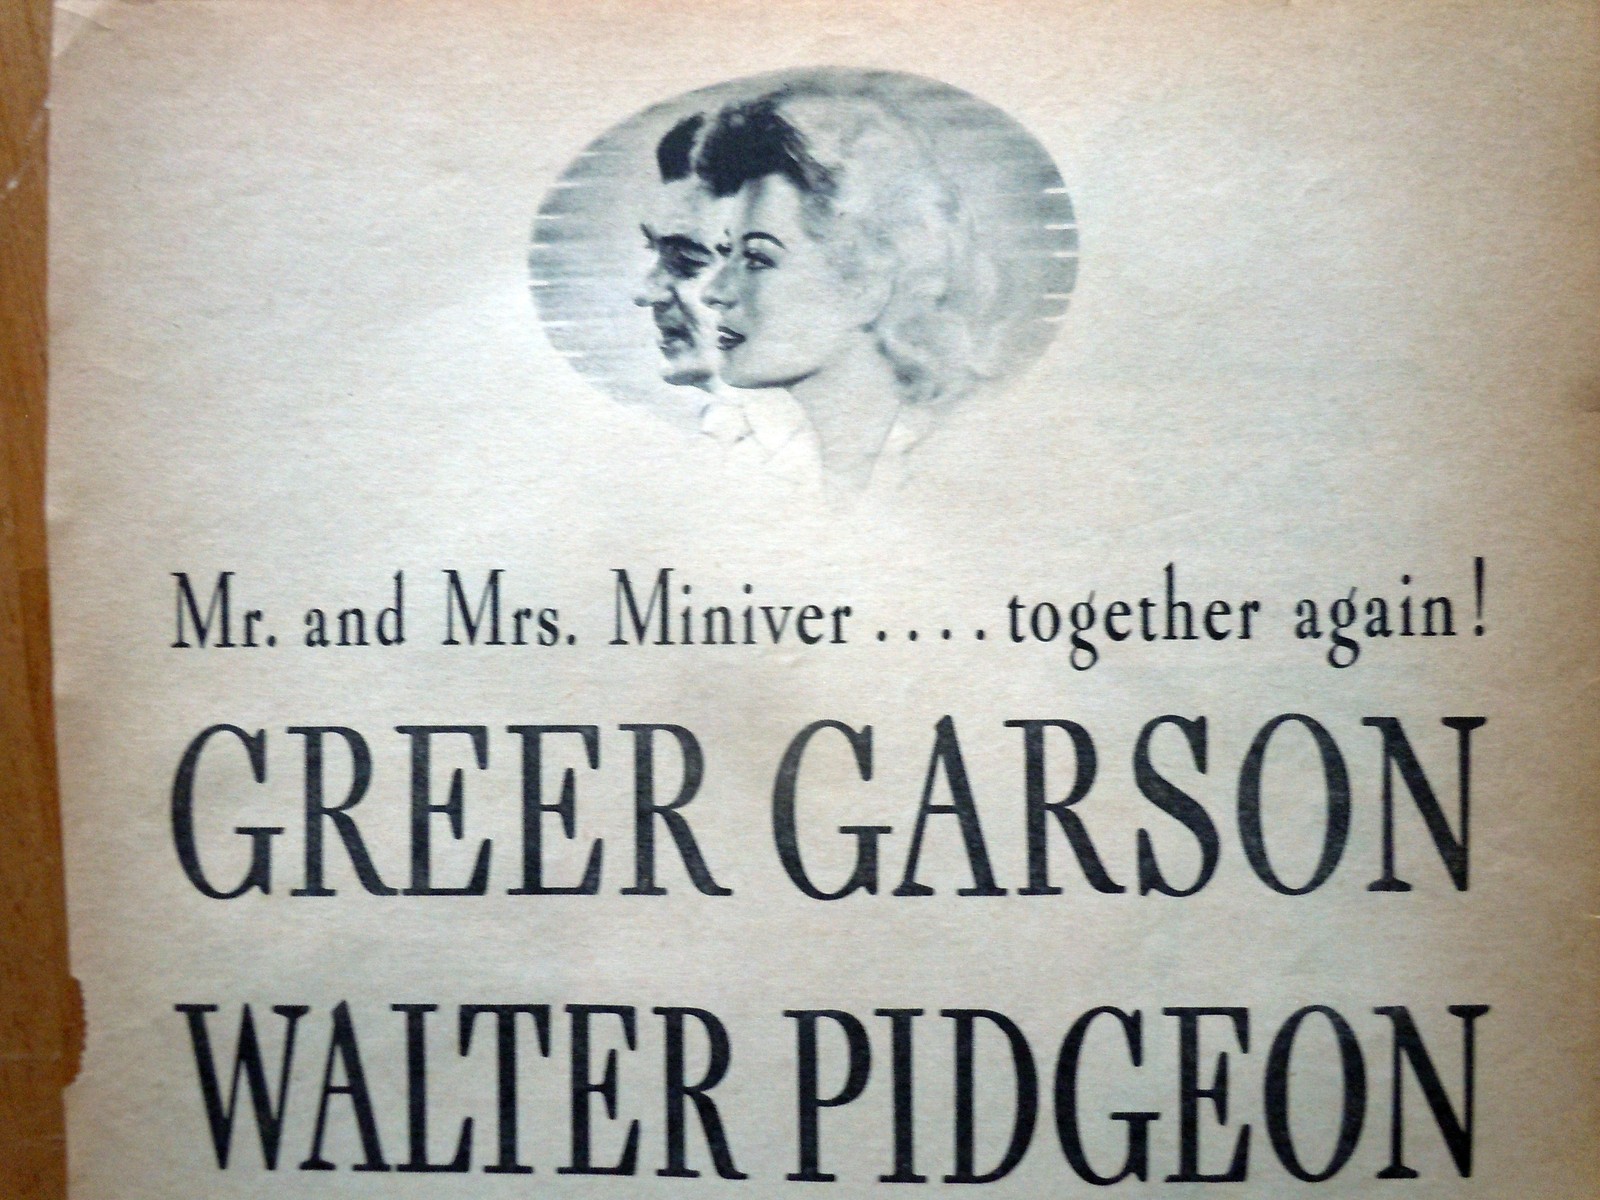 Mr. and Mrs. Miniver....together again!
GREER GARSON
WALTER PIDGEON